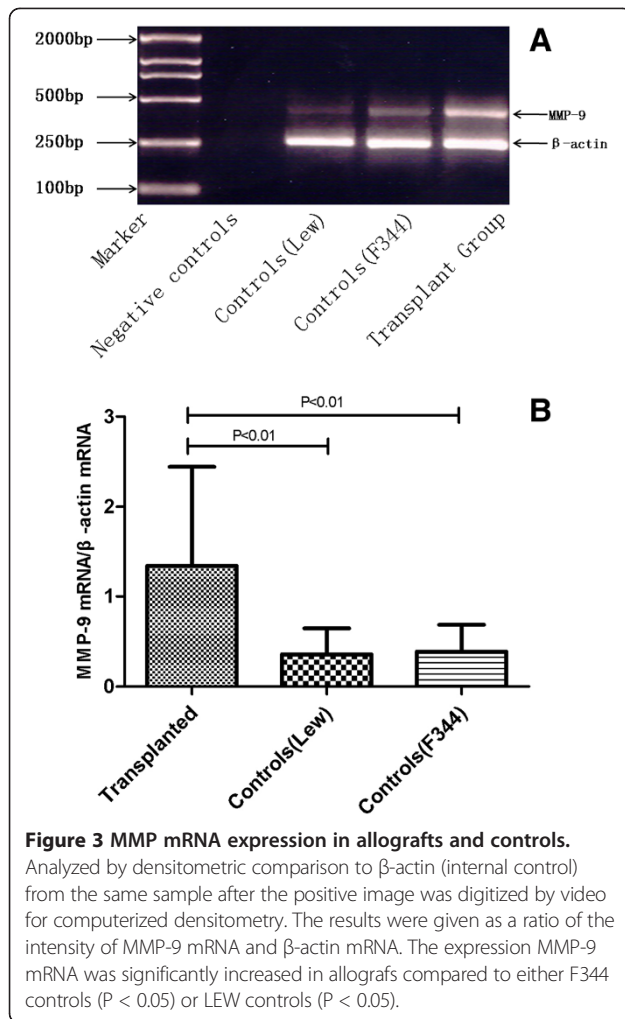 2000bp
A
500bp
MMP-9
250bp
β-actin
100bp
Marker
Negative controls
Controls(Lew)
Controls(F344)
Transplant Group
B
P<0.01
P<0.01
MMP-9 mRNA/β -actin mRNA
3
2
1
0
Transplanted
Controls(Lew)
Controls(F344)
Figure 3 MMP mRNA expression in allografts and controls.
Analyzed by densitometric comparison to β-actin (internal control)
from the same sample after the positive image was digitized by video
for computerized densitometry. The results were given as a ratio of the
intensity of MMP-9 mRNA and β-actin mRNA. The expression MMP-9
mRNA was significantly increased in allografs compared to either F344
controls (P < 0.05) or LEW controls (P < 0.05).